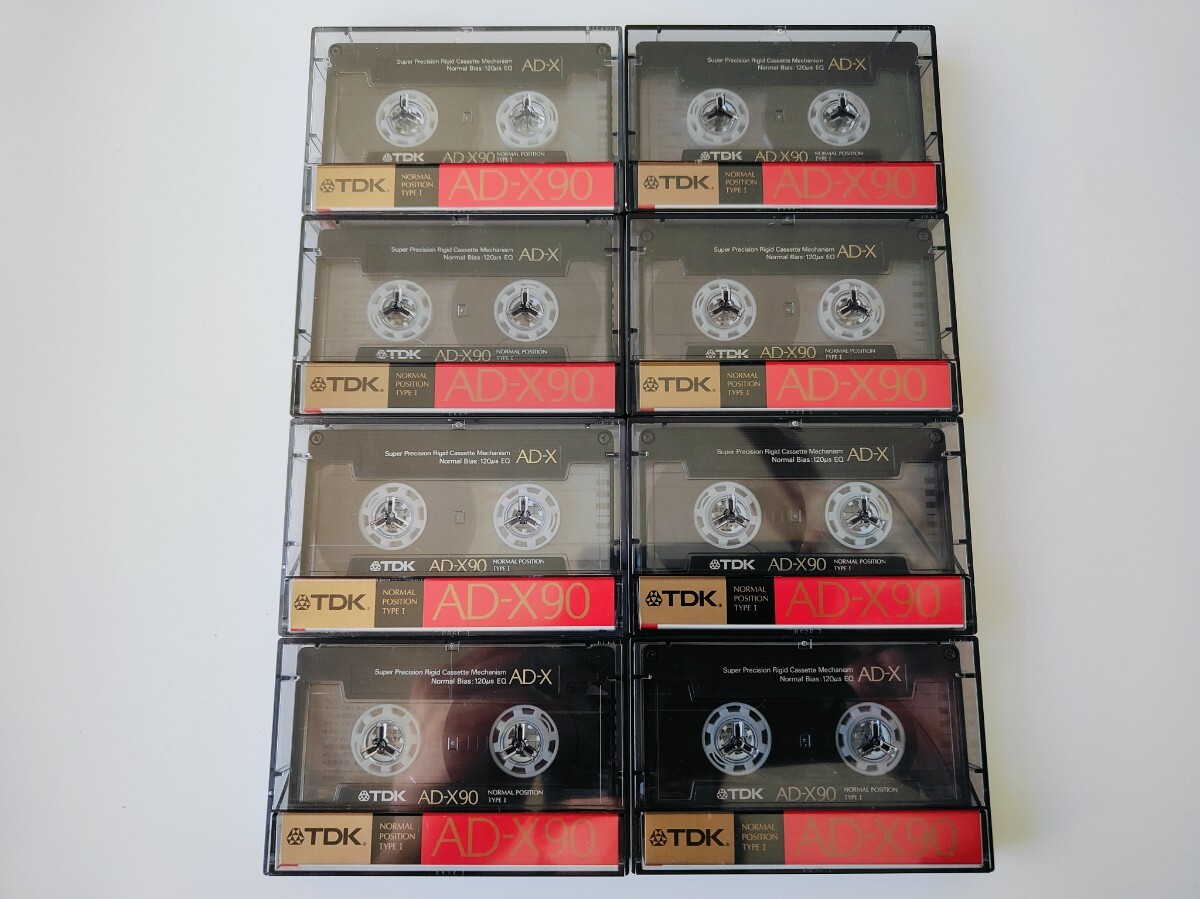 Super Precision Rigid Cassette Mechanism
Normal Bias:120μs EQ AD-X
TDK AD-X90 NORMAL POSITION TYPE I
TDK. NORMAL POSITION TYPE I AD-X90
Super Precision Rigid Cassette Mechanism
Normal Bias:120μs EQ AD-X
TDK AD-X90 NORMAL POSITION TYPE I
TDK. NORMAL POSITION TYPE I AD-X90
Super Precision Rigid Cassette Mechanism
Normal Bias:120μs EQ AD-X
TDK AD-X90 NORMAL POSITION TYPE I
TDK. NORMAL POSITION TYPE I AD-X90
Super Precision Rigid Cassette Mechanism
Normal Bias:120μs EQ AD-X
TDK AD-X90 NORMAL POSITION TYPE I
TDK. NORMAL POSITION TYPE I AD-X90
Super Precision Rigid Cassette Mechanism
Normal Bias:120μs EQ AD-X
TDK AD-X90 NORMAL POSITION TYPE I
TDK. NORMAL POSITION TYPE I AD-X90
Super Precision Rigid Cassette Mechanism
Normal Bias:120μs EQ AD-X
TDK AD-X90 NORMAL POSITION TYPE I
TDK. NORMAL POSITION TYPE I AD-X90
Super Precision Rigid Cassette Mechanism
Normal Bias:120μs EQ AD-X
TDK AD-X90 NORMAL POSITION TYPE I
TDK. NORMAL POSITION TYPE I AD-X90
Super Precision Rigid Cassette Mechanism
Normal Bias:120μs EQ AD-X
TDK AD-X90 NORMAL POSITION TYPE I
TDK. NORMAL POSITION TYPE I AD-X90